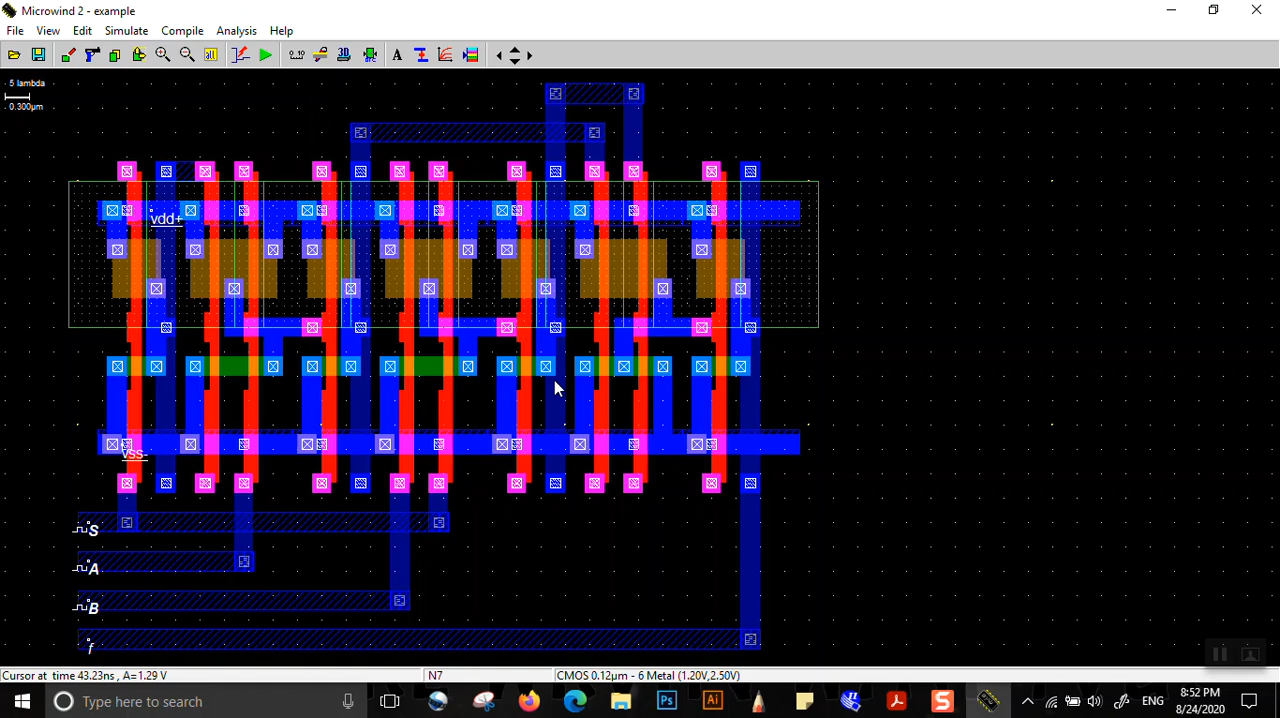 Microwind 2 - example
File View Edit Simulate Compile Analysis Help
5 lambda
0.300µm
vdd+
vss-
S
A
B
f
Cursor at time 43.23ns , A=1.29 V N7 CMOS 0.12µm - 6 Metal (1.20V,2.50V)
Type here to search
ENG
8:52 PM
8/24/2020